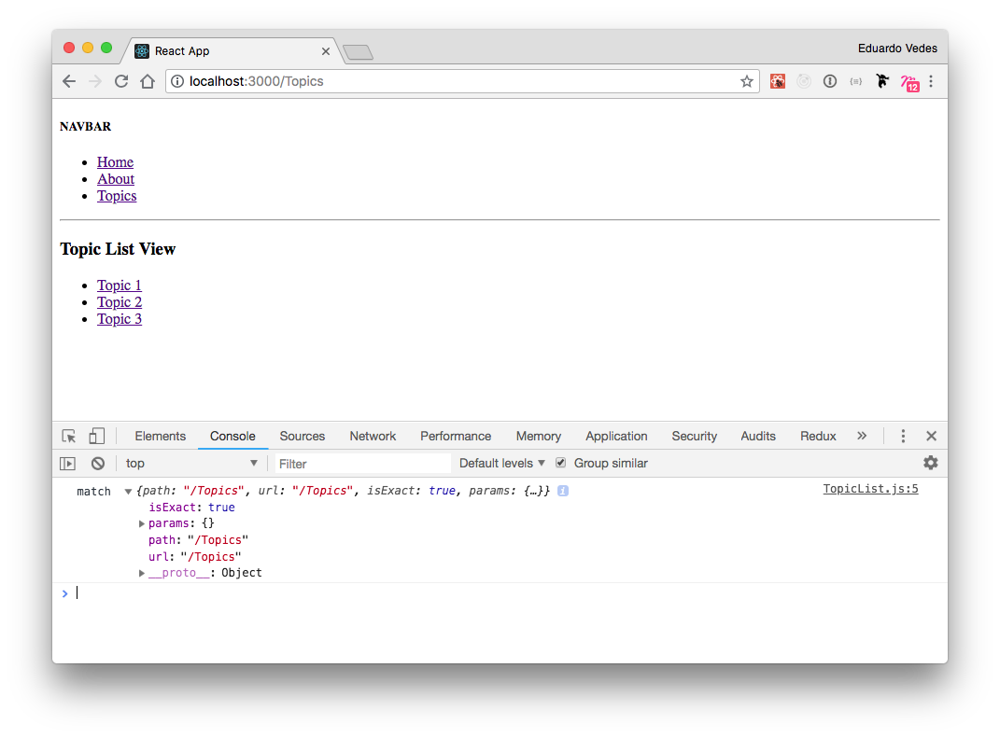 React App
Eduardo Vedes
localhost:3000/Topics
12
NAVBAR
Home
About
Topics
Topic List View
Topic 1
Topic 2
Topic 3
Elements Console Sources Network Performance Memory Application Security Audits Redux »
top Filter Default levels ▼ Group similar
match ▼{path: "/Topics", url: "/Topics", isExact: true, params: {…}} i TopicList.js:5
isExact: true
▶params: {}
path: "/Topics"
url: "/Topics"
▶__proto__: Object
>